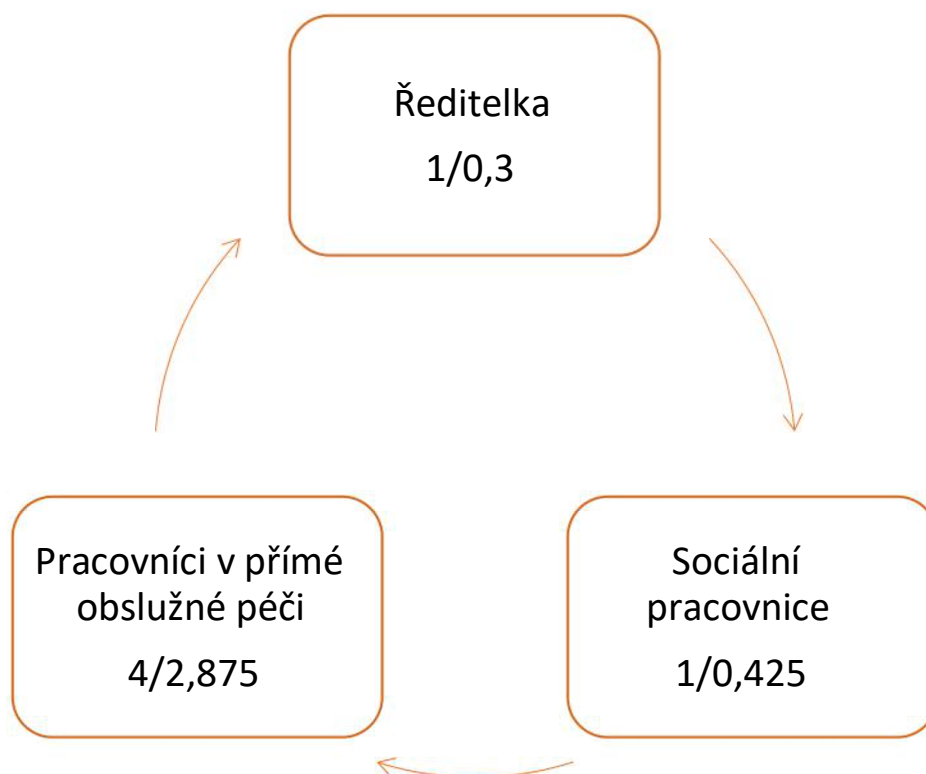 Ředitelka
1/0,3
Sociální
pracovnice
1/0,425
Pracovníci v přímé
obslužné péči
4/2,875